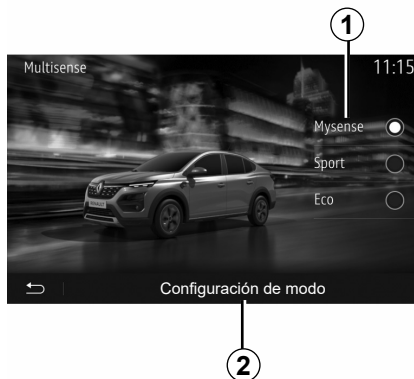 1
Multisense
11:15
Mysense
Sport
Eco
Configuración de modo
2